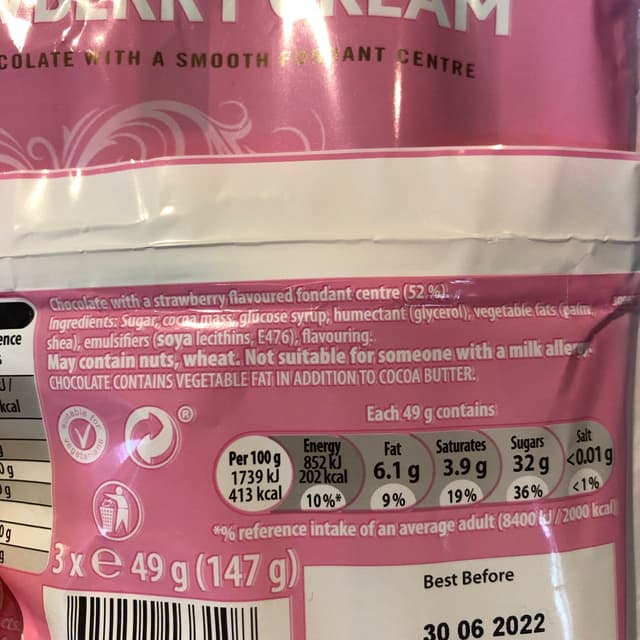 CREAM
WITH A SMOOTH FONDANT CENTRE
Chocolate with a strawberry flavoured fondant centre (52 %).
Ingredients: Sugar, cocoa mass, glucose syrup, humectant (glycerol), vegetable fats (palm,
shea), emulsifiers (soya lecithins, E476), flavouring.
May contain nuts, wheat. Not suitable for someone with a milk
CHOCOLATE CONTAINS VEGETABLE FAT IN ADDITION TO COCOA BUTTER.
kcal
suitable for vegetarians
®
Each 49 g contains
Per 100 g 1739 kJ 413 kcal
Energy 852 kJ 202 kcal 10%*
Fat 6.1 g 9%
Saturates 3.9 g 19%
Sugars 32 g 36%
Salt <0.01 g <1%
*% reference intake of an average adult (8400 kJ / 2000 kcal)
3 x e 49 g (147 g)
Best Before
30 06 2022